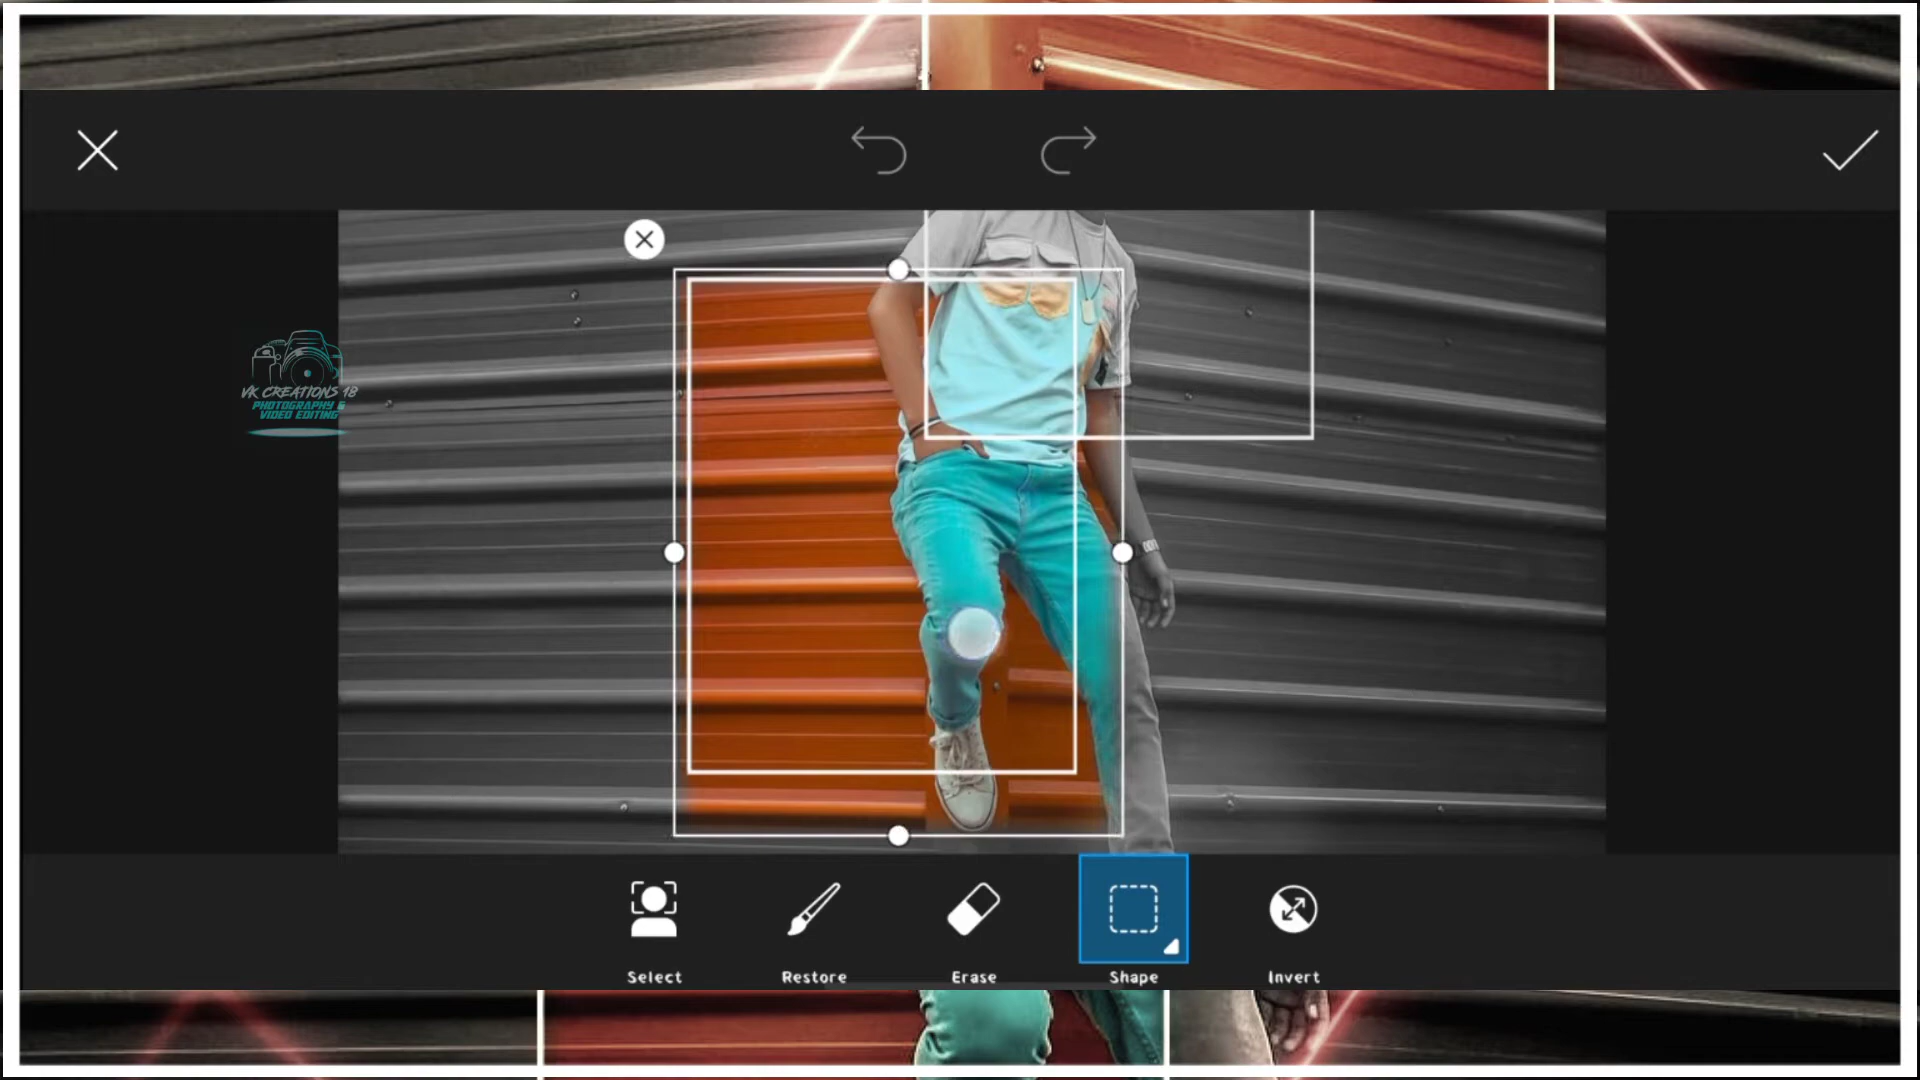 VK CREATIONS 18
PHOTOGRAPHY &
VIDEO EDITING
Select
Restore
Erase
Shape
Invert